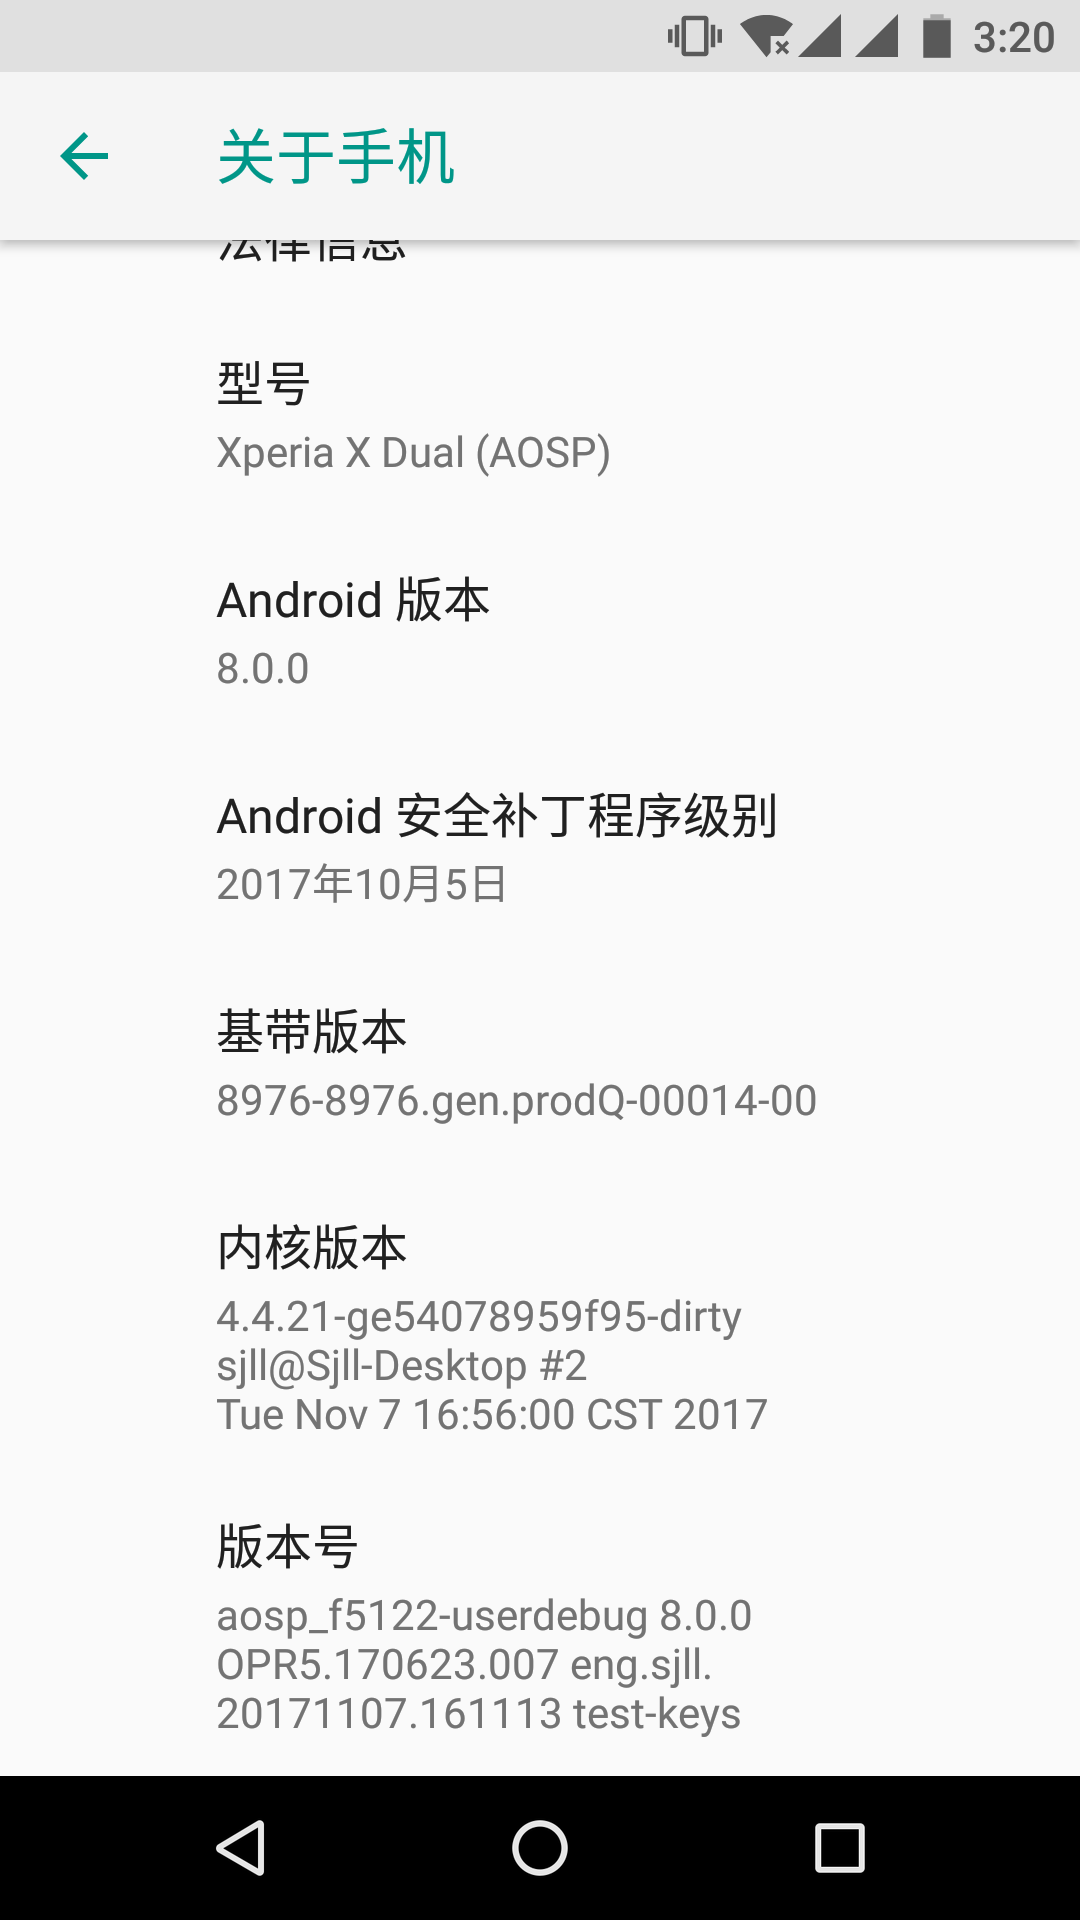 3:20
关于手机
法律信息
型号
Xperia X Dual (AOSP)
Android 版本
8.0.0
Android 安全补丁程序级别
2017年10月5日
基带版本
8976-8976.gen.prodQ-00014-00
内核版本
4.4.21-ge54078959f95-dirty
sjll@Sjll-Desktop #2
Tue Nov 7 16:56:00 CST 2017
版本号
aosp_f5122-userdebug 8.0.0
OPR5.170623.007 eng.sjll.
20171107.161113 test-keys